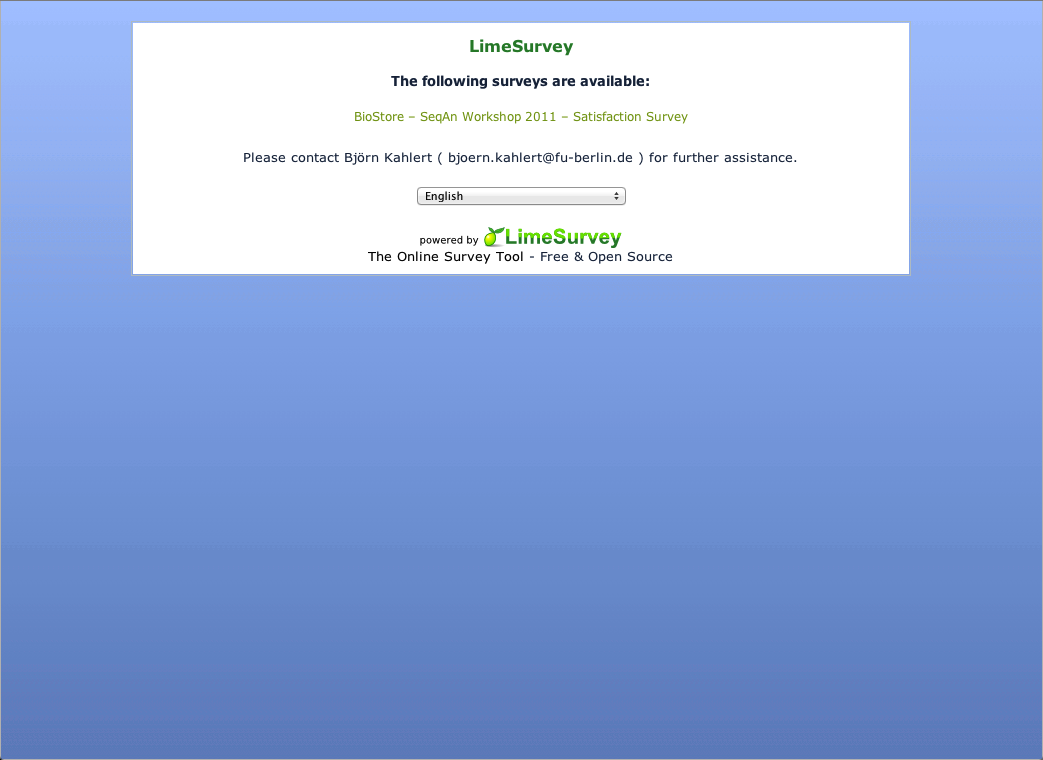 LimeSurvey
The following surveys are available:
BioStore – SeqAn Workshop 2011 – Satisfaction Survey
Please contact Björn Kahlert ( bjoern.kahlert@fu-berlin.de ) for further assistance.
English
powered by LimeSurvey
The Online Survey Tool - Free & Open Source